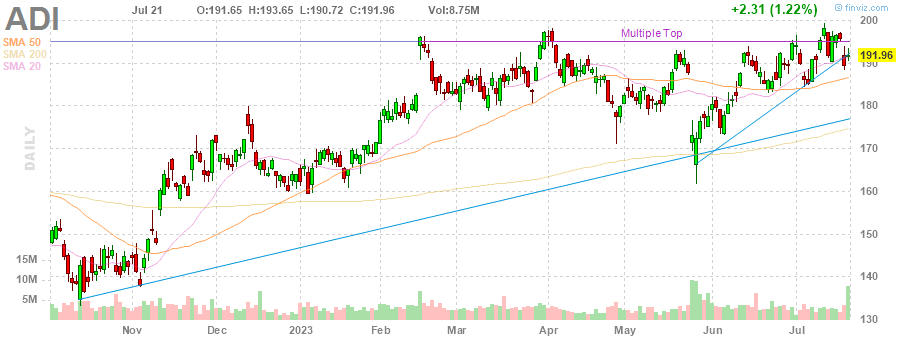 ADI
Jul 21 O:191.65 H:193.65 L:190.72 C:191.96 Vol:8.75M +2.31 (1.22%)
© finviz.com
SMA 50
SMA 200
SMA 20
DAILY
Multiple Top
200
191.96
190
180
170
160
150
140
130
15M
10M
5M
Nov Dec 2023 Feb Mar Apr May Jun Jul